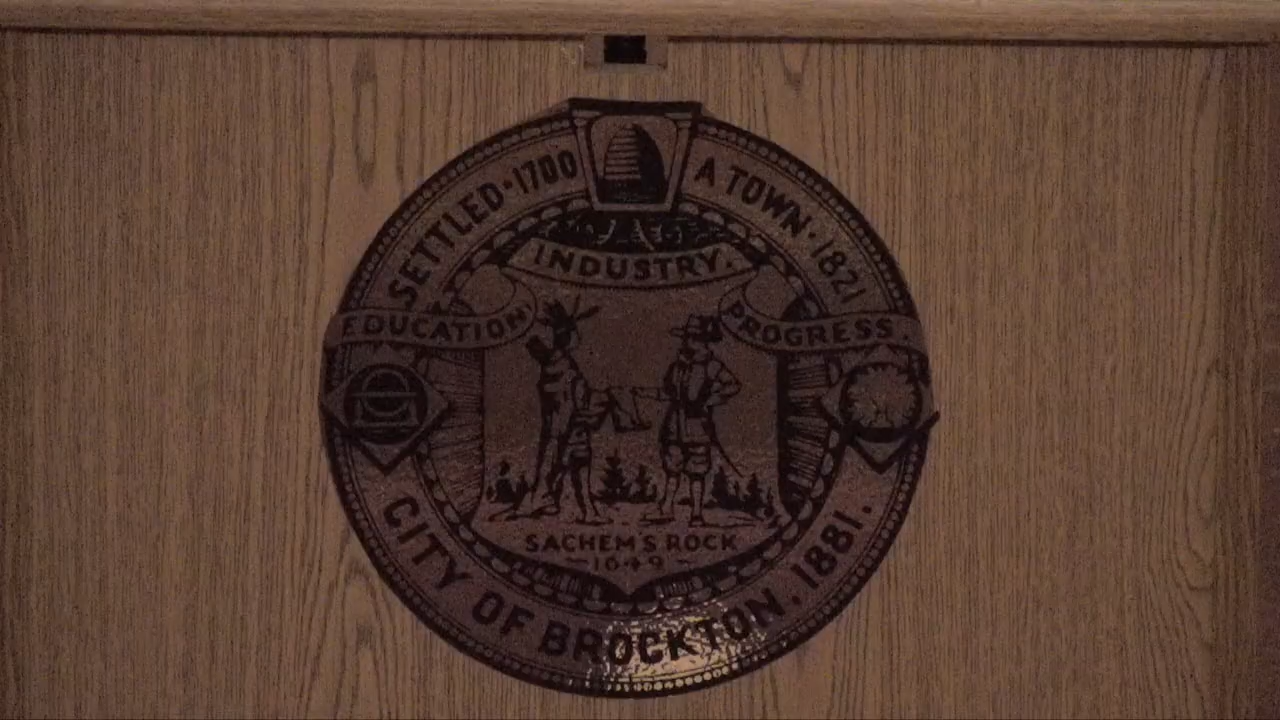 SETTLED · 1700
A TOWN · 1821
INDUSTRY.
EDUCATION
PROGRESS.
SACHEM'S ROCK
1649
CITY OF BROCKTON, 1881.